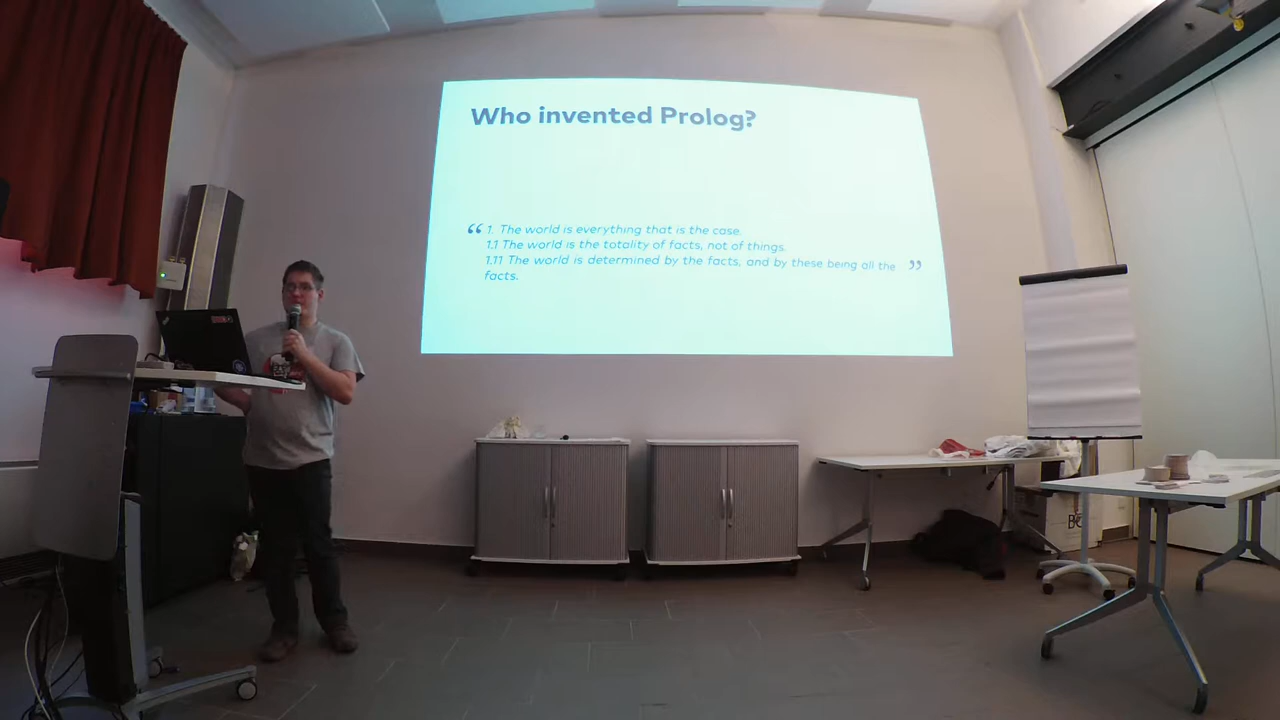 Who invented Prolog?
“ 1. The world is everything that is the case.
1.1 The world is the totality of facts, not of things.
1.11 The world is determined by the facts, and by these being all the ”
facts.